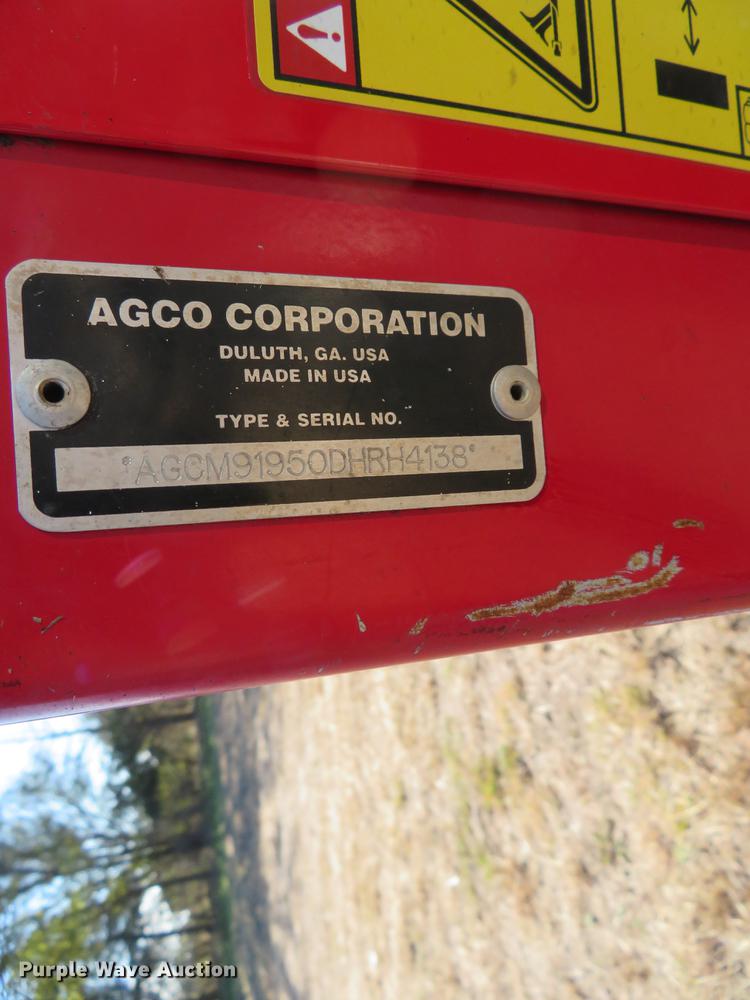 AGCO CORPORATION
DULUTH, GA. USA
MADE IN USA
TYPE & SERIAL NO.
*AGCM91950DHRH4138*
Purple Wave Auction